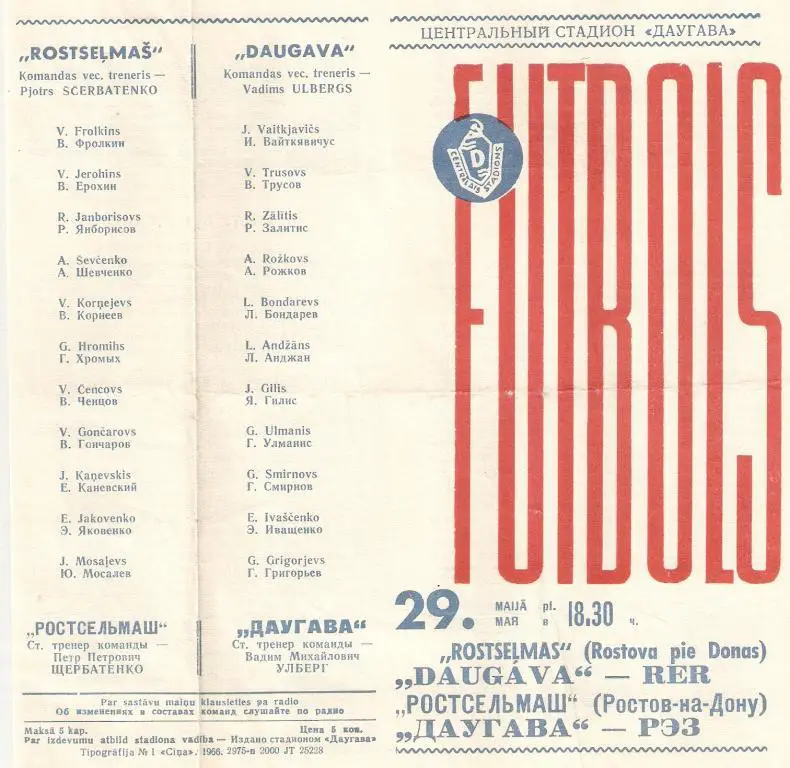 „ROSTSEĻMAŠ"
Komandas vec. treneris —
Pjotrs ŠČERBATENKO
V. Frolkins
В. Фролкин
V. Jerohins
В. Ерохин
R. Janborisovs
Р. Янборисов
A. Ševčenko
А. Шевченко
V. Korņejevs
В. Корнеев
G. Hromihs
Г. Хромых
V. Čencovs
В. Ченцов
V. Gončarovs
В. Гончаров
J. Kaņevskis
Е. Каневский
E. Jakovenko
Э. Яковенко
J. Mosaļevs
Ю. Мосалев
„РОСТСЕЛЬМАШ"
Ст. тренер команды —
Петр Петрович
ЩЕРБАТЕНКО
„DAUGAVA"
Komandas vec. treneris —
Vadims ULBERGS
J. Vaitkjavičs
И. Вайткявичус
V. Trusovs
В. Трусов
R. Zālītis
Р. Залитис
A. Rožkovs
А. Рожков
L. Bondarevs
Л. Бондарев
L. Andžāns
Л. Анджан
J. Gilis
Я. Гилис
G. Ulmanis
Г. Улманис
G. Smirnovs
Г. Смирнов
E. Ivaščenko
Э. Иващенко
G. Grigorjevs
Г. Григорьев
„ДАУГАВА"
Ст. тренер команды —
Вадим Михайлович
УЛБЕРГ
Par sastāvu maiņu klausieties pa radio
Об изменениях в составах команд слушайте по радио
Maksā 5 kap. Цена 5 коп.
Par izdevumu atbild stadiona vadība — Издано стадионом «Даугава»
Tipogrāfija № 1 «Cīņa», 1966. 2975-п 2000 JT 25228
ЦЕНТРАЛЬНЫЙ СТАДИОН «ДАУГАВА»
FUTBOLS
D
CENTRĀLAIS STADIONS
29. MAIJĀ pl. 18.30
МАЯ в ч.
„ROSTSEĻMAS" (Rostova pie Donas)
„DAUGAVA" — RER
„РОСТСЕЛЬМАШ" (Ростов-на-Дону)
„ДАУГАВА" — РЭЗ